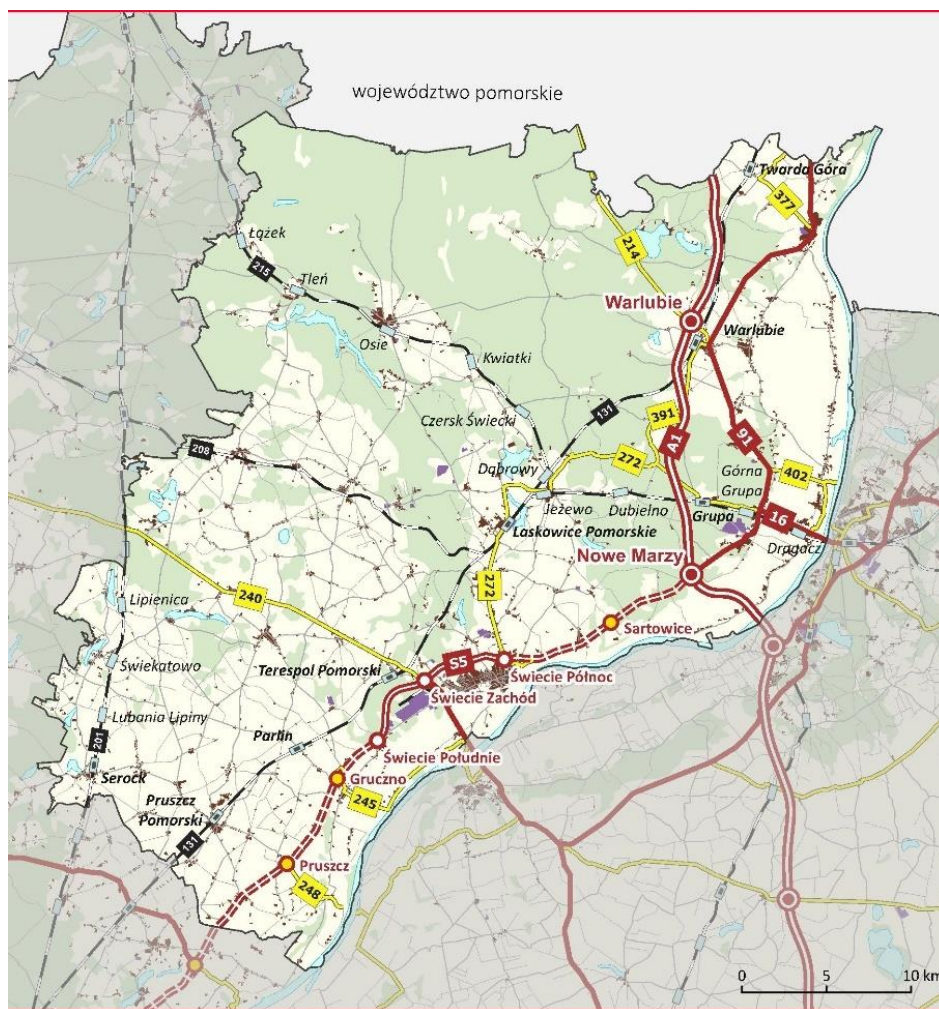 województwo pomorskie
Twarda Góra
377
214
Łążek
215
Tleń
Warlubie
Osie
Warlubie
Kwiatki
131
391
Czersk Świecki
A1
91
208
272
Dąbrowy
Górna
Grupa
402
Jeżewo
Dubielno
Grupa
16
Laskowice Pomorskie
Dragacz
Nowe Marzy
272
240
Lipienica
Sartowice
Świekatowo
Terespol Pomorski
S5
Świecie Północ
Świecie Zachód
Lubania Lipiny
Parlin
201
Świecie Południe
Serock
Gruczno
245
Pruszcz
Pomorski
131
Pruszcz
248
0 5 10 km